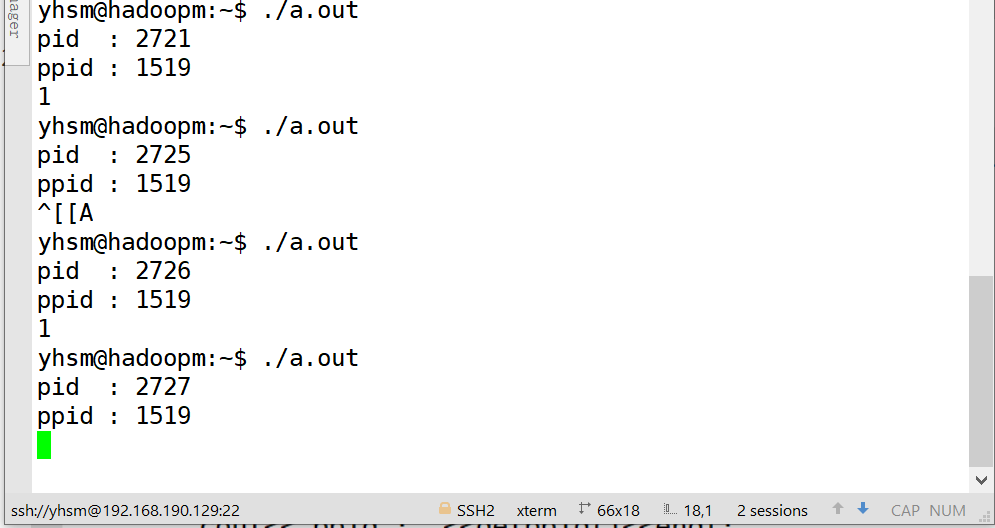 yhsm@hadoopm:~$ ./a.out
pid  : 2721
ppid : 1519
1
yhsm@hadoopm:~$ ./a.out
pid  : 2725
ppid : 1519
^[[A
yhsm@hadoopm:~$ ./a.out
pid  : 2726
ppid : 1519
1
yhsm@hadoopm:~$ ./a.out
pid  : 2727
ppid : 1519
ssh://yhsm@192.168.190.129:22 SSH2 xterm 66x18 18,1 2 sessions CAP NUM